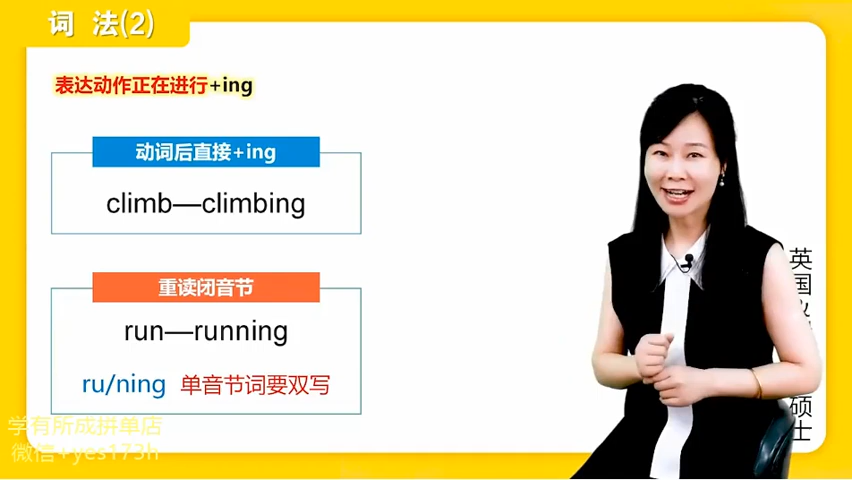 词 法(2)
表达动作正在进行+ing
动词后直接+ing
climb—climbing
重读闭音节
run—running
ru/ning 单音节词要双写
学有所成拼单店
微信+yes173h
英国
硕士